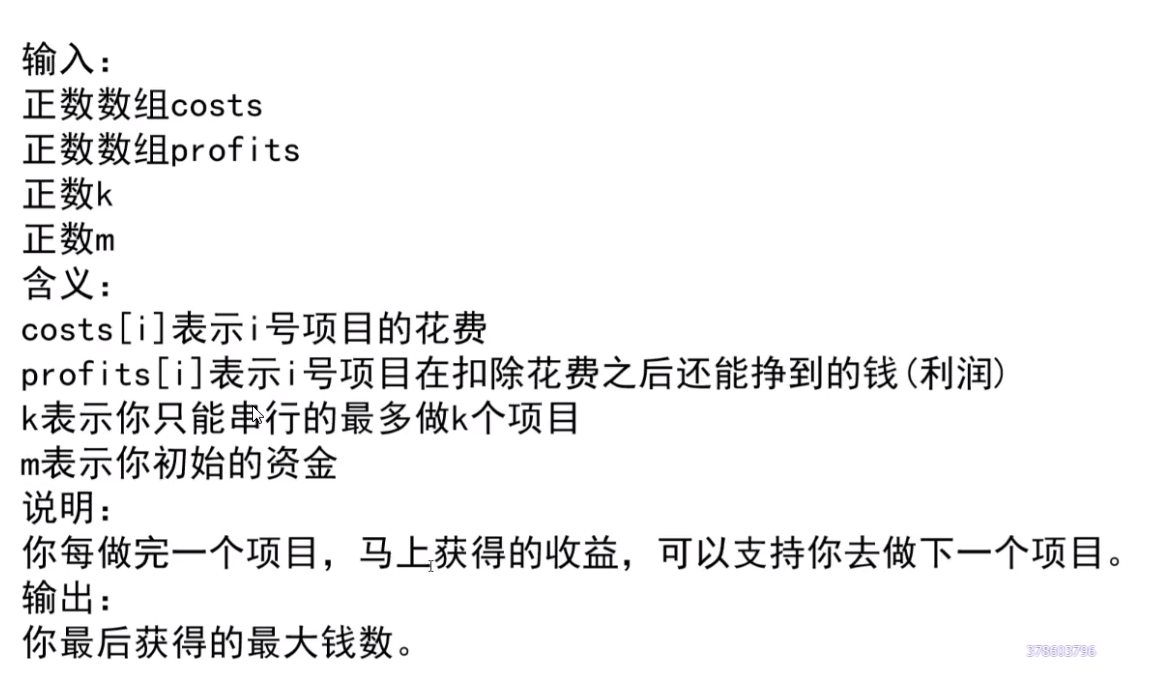 输入:
正数数组costs
正数数组profits
正数k
正数m
含义:
costs[i]表示i号项目的花费
profits[i]表示i号项目在扣除花费之后还能挣到的钱(利润)
k表示你只能串行的最多做k个项目
m表示你初始的资金
说明:
你每做完一个项目，马上获得的收益，可以支持你去做下一个项目。
输出:
你最后获得的最大钱数。
378603796